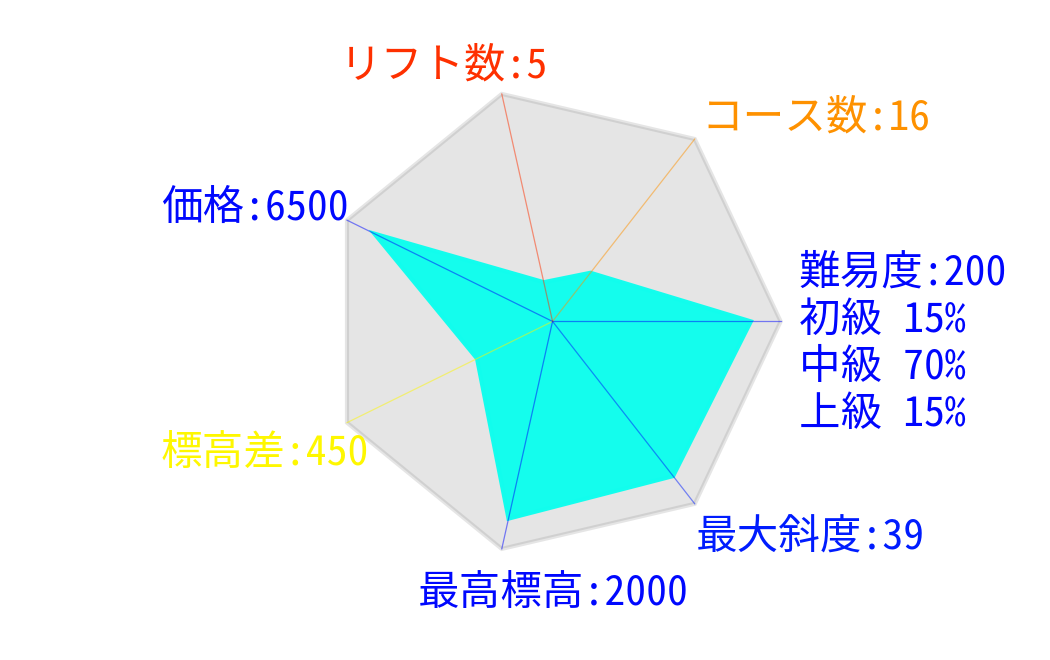 リフト数:5
コース数:16
価格:6500
難易度:200
初級 15%
中級 70%
上級 15%
標高差:450
最大斜度:39
最高標高:2000